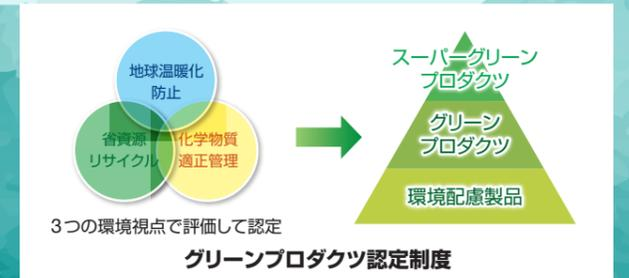 地球温暖化
防止
省資源
リサイクル
化学物質
適正管理
3つの環境視点で評価して認定
スーパーグリーン
プロダクツ
グリーン
プロダクツ
環境配慮製品
グリーンプロダクツ認定制度